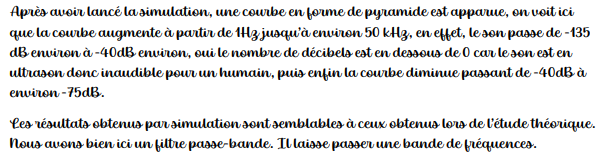 Après avoir lancé la simulation, une courbe en forme de pyramide est apparue, on voit ici
que la courbe augmente à partir de 1Hz jusqu'à environ 50 kHz, en effet, le son passe de -135
dB environ à -40dB environ, oui le nombre de décibels est en dessous de 0 car le son est en
ultrason donc inaudible pour un humain, puis enfin la courbe diminue passant de -40dB à
environ -75dB.
Les résultats obtenus par simulation sont semblables à ceux obtenus lors de l'étude théorique.
Nous avons bien ici un filtre passe-bande. Il laisse passer une bande de fréquences.